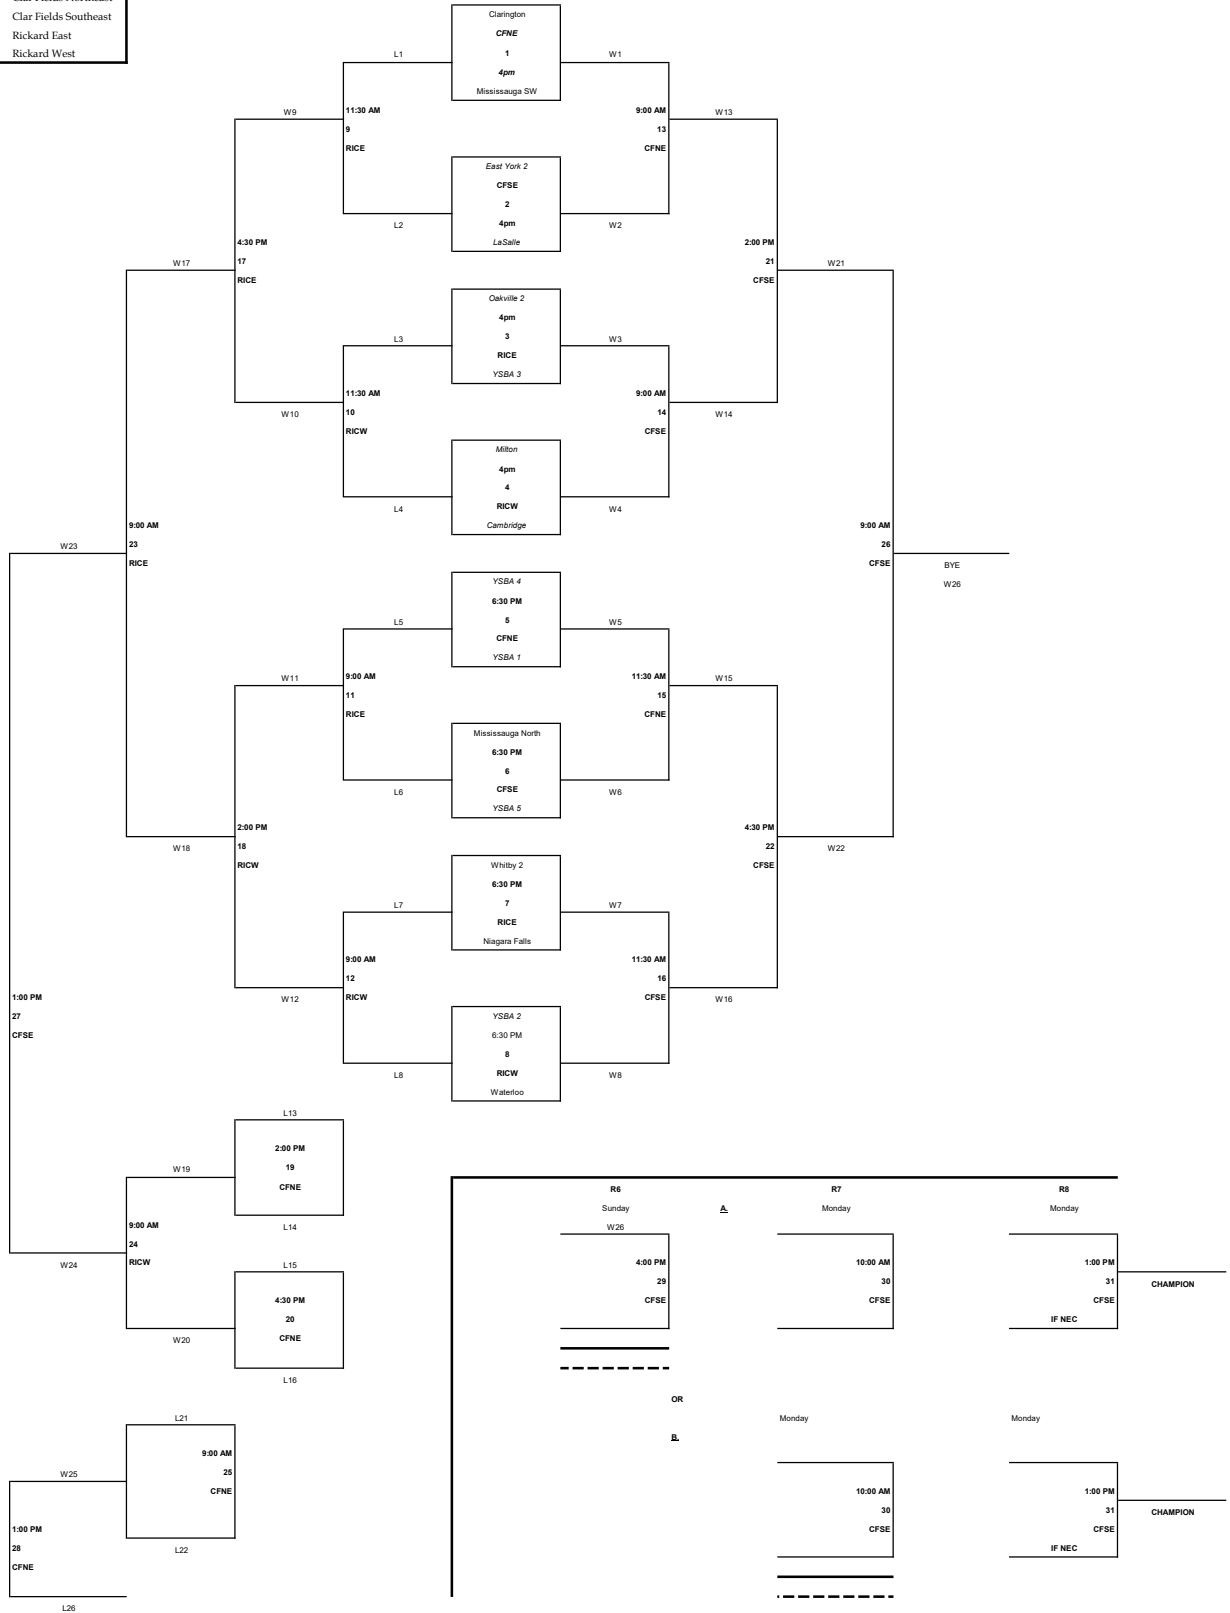 Clar Fields Southeast
Rickard East
Rickard West
Clarington
CFNE
1
4pm
Mississauga SW
L1
W1
W9
11:30 AM
9
RICE
9:00 AM
13
CFNE
W13
East York 2
CFSE
2
4pm
LaSalle
L2
W2
W17
4:30 PM
17
RICE
2:00 PM
21
CFSE
W21
Oakville 2
4pm
3
RICE
YSBA 3
L3
W3
W10
11:30 AM
10
RICW
9:00 AM
14
CFSE
W14
Milton
4pm
4
RICW
Cambridge
L4
W4
W23
9:00 AM
23
RICE
9:00 AM
26
CFSE
BYE
W26
YSBA 4
6:30 PM
5
CFNE
YSBA 1
L5
W5
W11
9:00 AM
11
RICE
11:30 AM
15
CFNE
W15
Mississauga North
6:30 PM
6
CFSE
YSBA 5
L6
W6
W18
2:00 PM
18
RICW
4:30 PM
22
CFSE
W22
Whitby 2
6:30 PM
7
RICE
Niagara Falls
L7
W7
W12
9:00 AM
12
RICW
11:30 AM
16
CFSE
W16
1:00 PM
27
CFSE
YSBA 2
6:30 PM
8
RICW
Waterloo
L8
W8
L13
2:00 PM
19
CFNE
L14
W19
9:00 AM
24
RICW
W24
L15
4:30 PM
20
CFNE
L16
W20
L21
9:00 AM
25
CFNE
L22
W25
1:00 PM
28
CFNE
L26
R6
Sunday
W26
4:00 PM
29
CFSE
A.
R7
Monday
10:00 AM
30
CFSE
R8
Monday
1:00 PM
31
CFSE
IF NEC
CHAMPION
OR
B.
Monday
10:00 AM
30
CFSE
Monday
1:00 PM
31
CFSE
IF NEC
CHAMPION